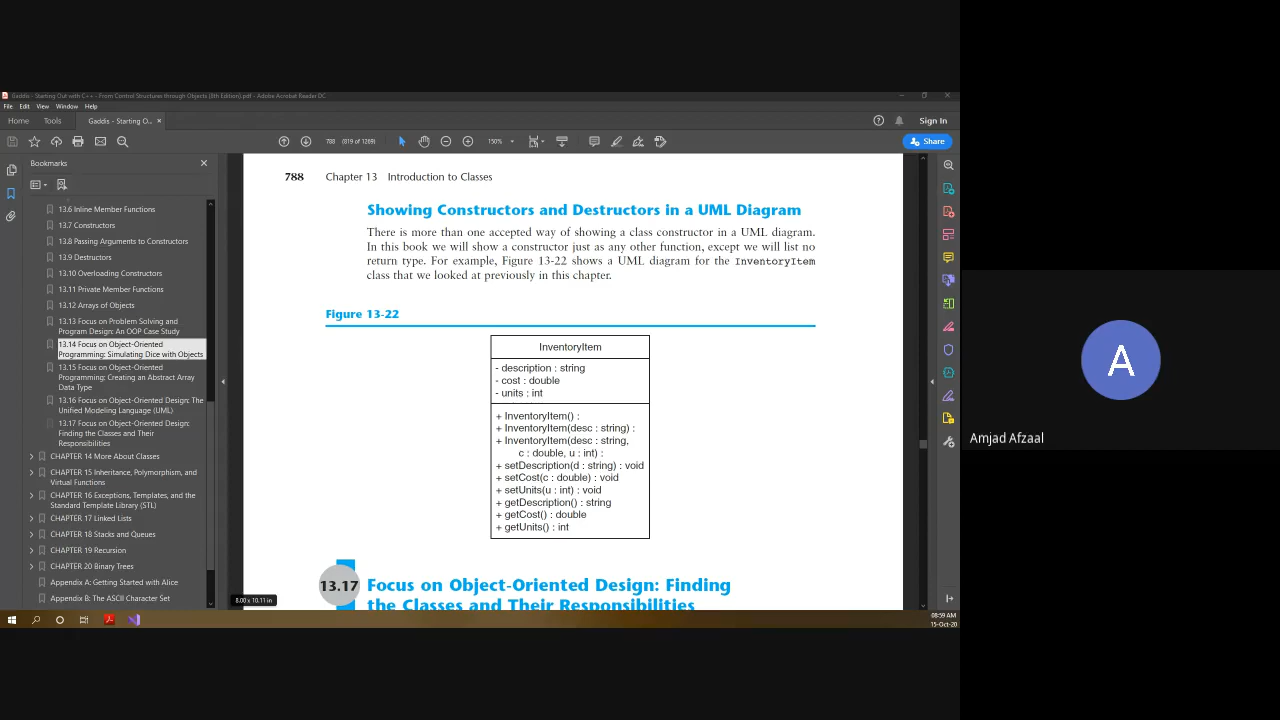 Gaddis - Starting Out with C++ - From Control Structures through Objects (8th Edition).pdf - Adobe Acrobat Reader DC
File Edit View Window Help
Home Tools Gaddis - Starting O... × Sign In
788 (819 of 1269) 150% Share
Bookmarks
13.6 Inline Member Functions
13.7 Constructors
13.8 Passing Arguments to Constructors
13.9 Destructors
13.10 Overloading Constructors
13.11 Private Member Functions
13.12 Arrays of Objects
13.13 Focus on Problem Solving and
Program Design: An OOP Case Study
13.14 Focus on Object-Oriented
Programming: Simulating Dice with Objects
13.15 Focus on Object-Oriented
Programming: Creating an Abstract Array
Data Type
13.16 Focus on Object-Oriented Design: The
Unified Modeling Language (UML)
13.17 Focus on Object-Oriented Design:
Finding the Classes and Their
Responsibilities
CHAPTER 14 More About Classes
CHAPTER 15 Inheritance, Polymorphism, and
Virtual Functions
CHAPTER 16 Exceptions, Templates, and the
Standard Template Library (STL)
CHAPTER 17 Linked Lists
CHAPTER 18 Stacks and Queues
CHAPTER 19 Recursion
CHAPTER 20 Binary Trees
Appendix A: Getting Started with Alice
Appendix B: The ASCII Character Set
8.00 x 10.11 in
788 Chapter 13 Introduction to Classes
Showing Constructors and Destructors in a UML Diagram
There is more than one accepted way of showing a class constructor in a UML diagram.
In this book we will show a constructor just as any other function, except we will list no
return type. For example, Figure 13-22 shows a UML diagram for the InventoryItem
class that we looked at previously in this chapter.
Figure 13-22
InventoryItem
- description : string
- cost : double
- units : int
+ InventoryItem() :
+ InventoryItem(desc : string) :
+ InventoryItem(desc : string,
c : double, u : int) :
+ setDescription(d : string) : void
+ setCost(c : double) : void
+ setUnits(u : int) : void
+ getDescription() : string
+ getCost() : double
+ getUnits() : int
13.17 Focus on Object-Oriented Design: Finding
the Classes and Their Responsibilities
08:59 AM
15-Oct-20
A
Amjad Afzaal